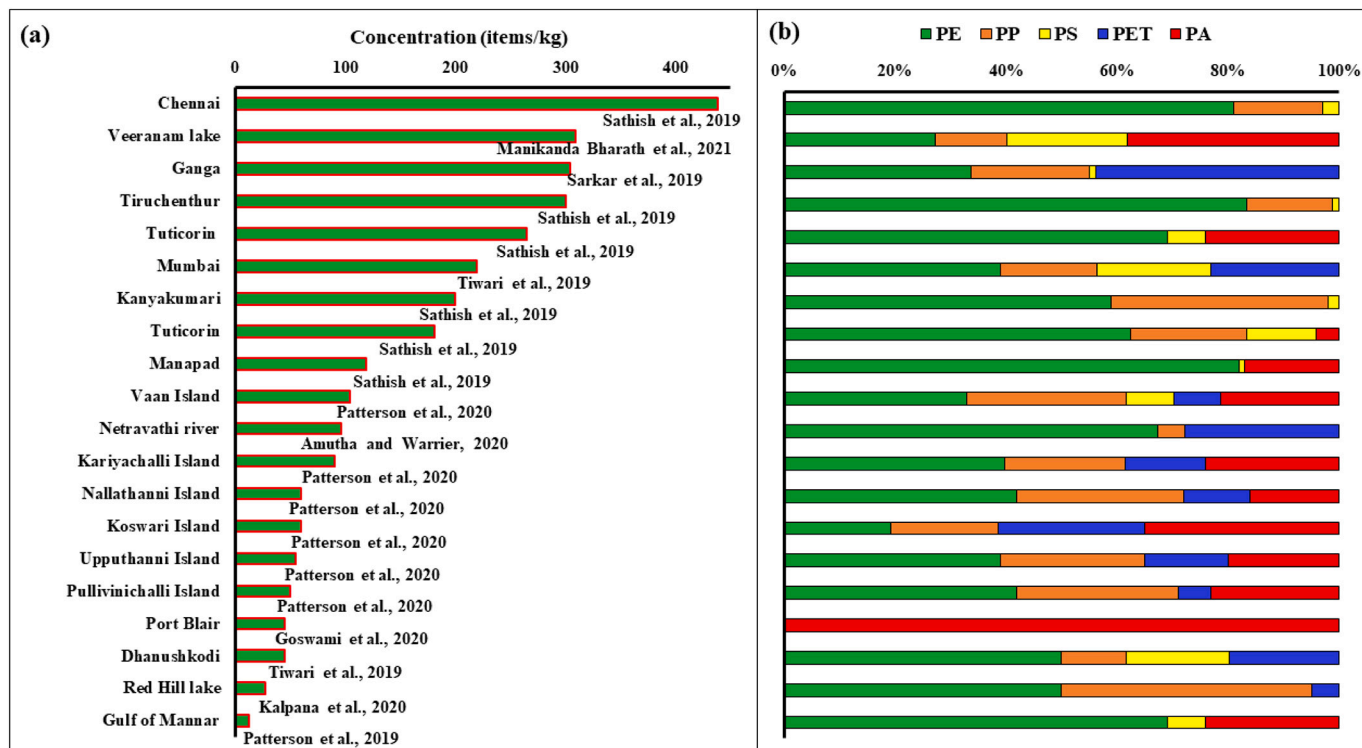 (a)
Concentration (items/kg)
0 100 200 300 400
Chennai
Sathish et al., 2019
Veeranam lake
Manikanda Bharath et al., 2021
Ganga
Sarkar et al., 2019
Tiruchenthur
Sathish et al., 2019
Tuticorin
Sathish et al., 2019
Mumbai
Tiwari et al., 2019
Kanyakumari
Sathish et al., 2019
Tuticorin
Sathish et al., 2019
Manapad
Sathish et al., 2019
Vaan Island
Patterson et al., 2020
Netravathi river
Amutha and Warrier, 2020
Kariyachalli Island
Patterson et al., 2020
Nallathanni Island
Patterson et al., 2020
Koswari Island
Patterson et al., 2020
Upputhanni Island
Patterson et al., 2020
Pullivinichalli Island
Patterson et al., 2020
Port Blair
Goswami et al., 2020
Dhanushkodi
Tiwari et al., 2019
Red Hill lake
Kalpana et al., 2020
Gulf of Mannar
Patterson et al., 2019
(b)
PE PP PS PET PA
0% 20% 40% 60% 80% 100%